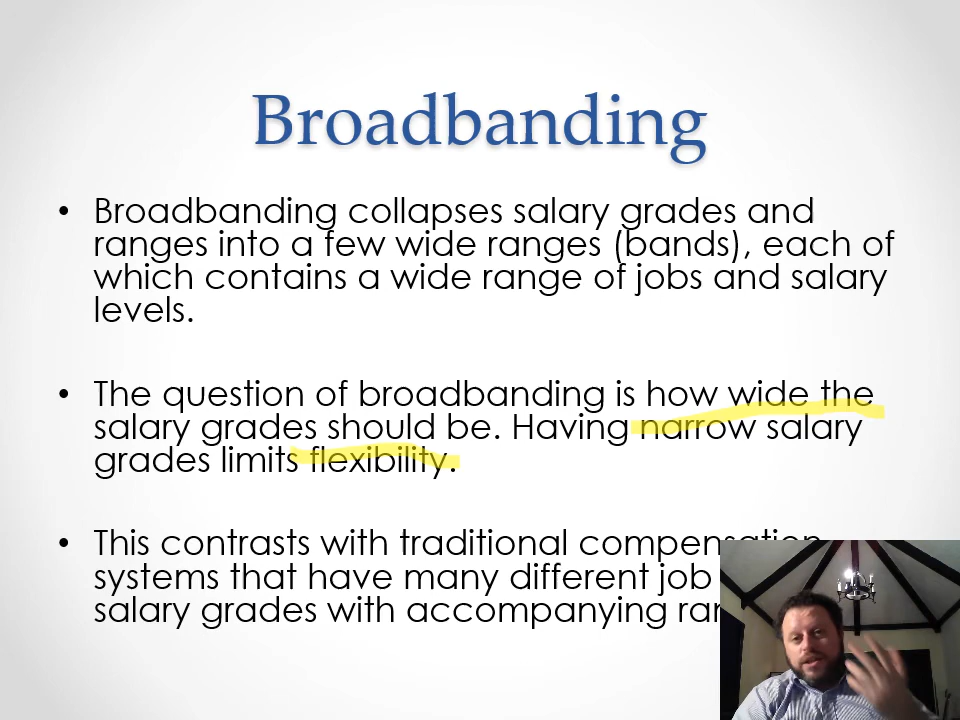 Broadbanding
• Broadbanding collapses salary grades and
ranges into a few wide ranges (bands), each of
which contains a wide range of jobs and salary
levels.
• The question of broadbanding is how wide the
salary grades should be. Having narrow salary
grades limits flexibility.
• This contrasts with traditional compensation
systems that have many different job
salary grades with accompanying